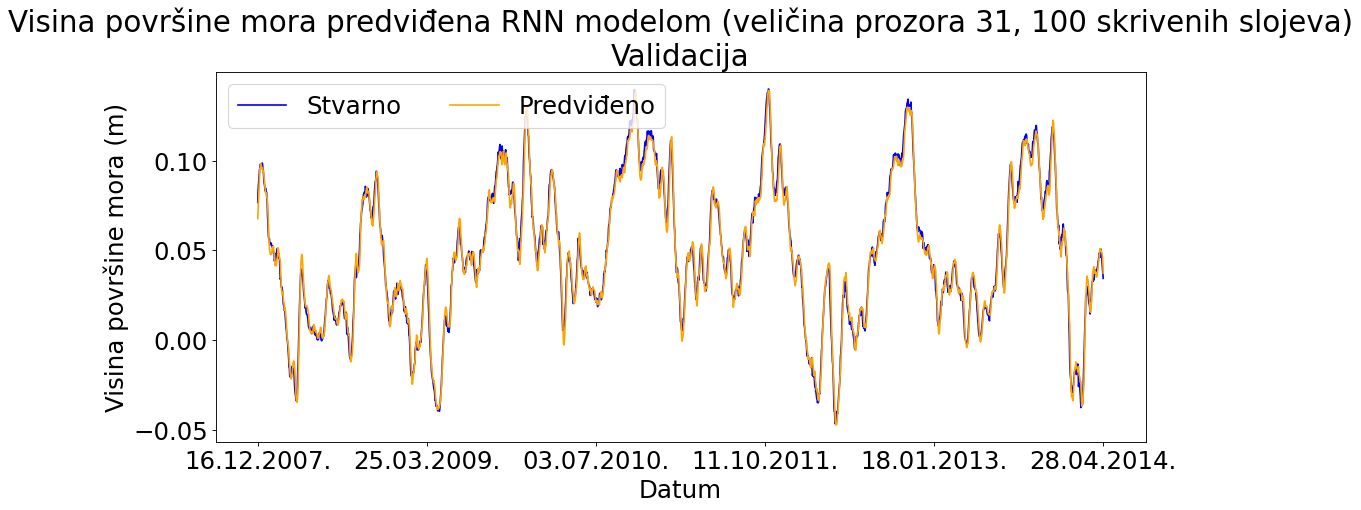 Visina površine mora predviđena RNN modelom (veličina prozora 31, 100 skrivenih slojeva)
Validacija
Stvarno
Predviđeno
Visina površine mora (m)
0.10
0.05
0.00
−0.05
16.12.2007.
25.03.2009.
03.07.2010.
11.10.2011.
18.01.2013.
28.04.2014.
Datum